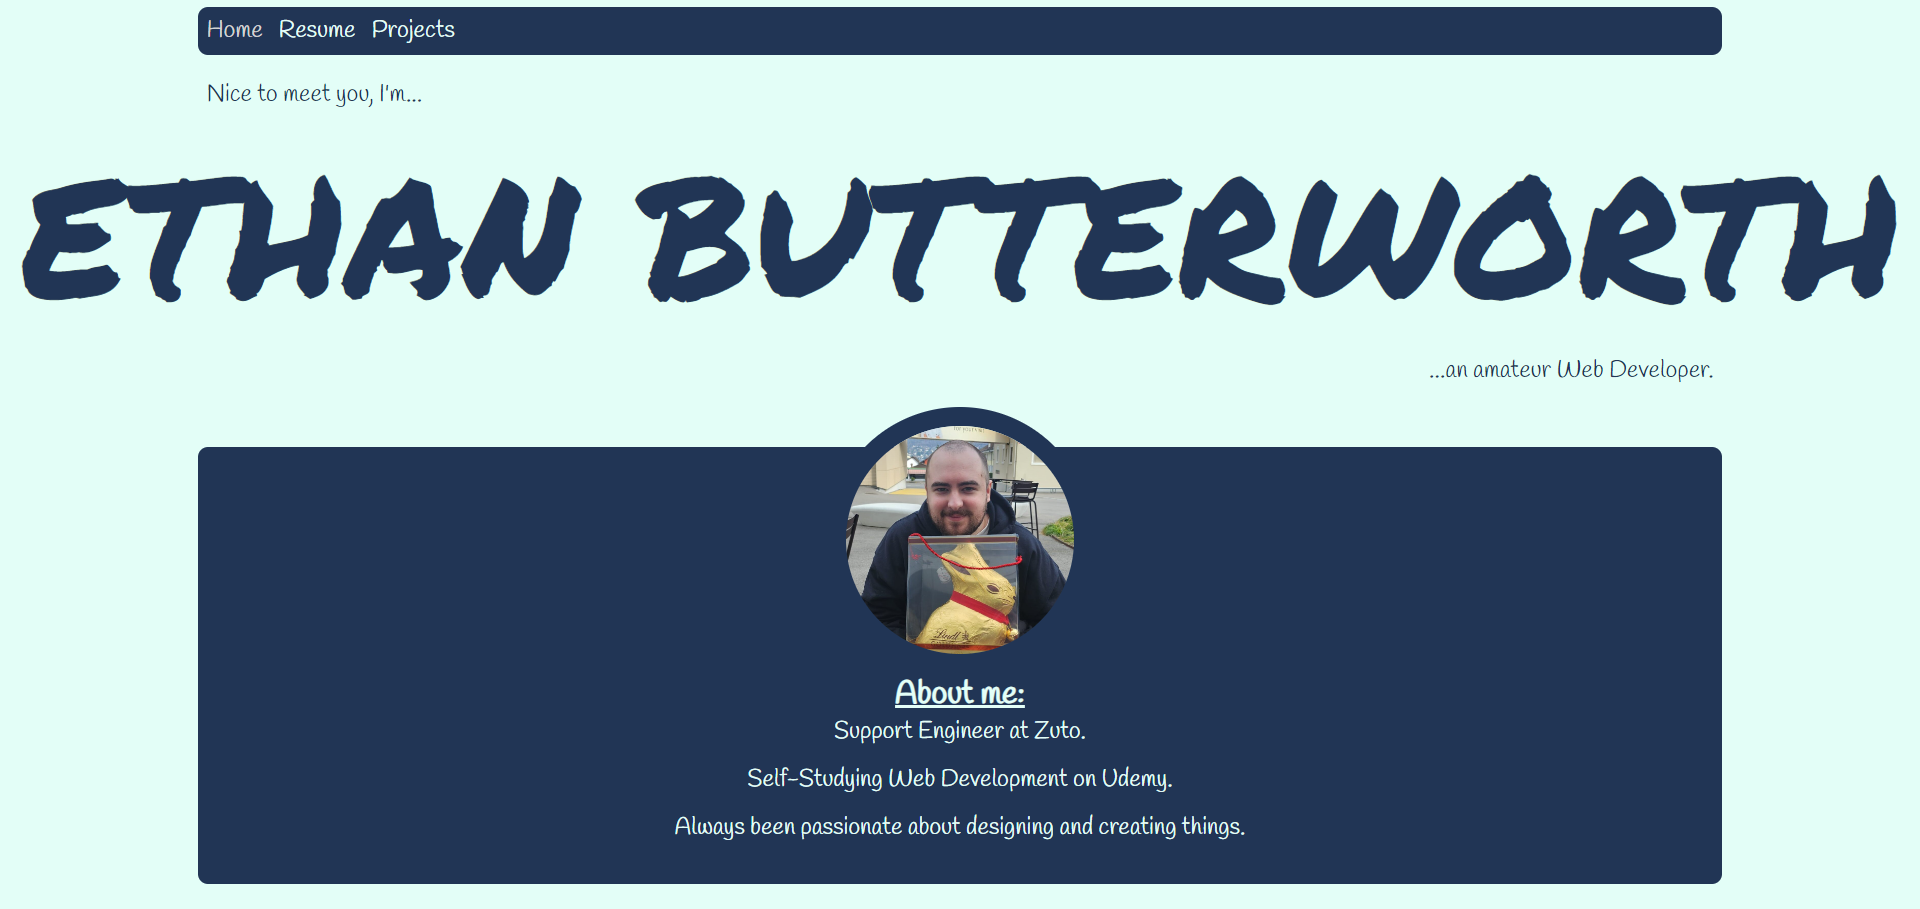 Home Resume Projects
Nice to meet you, I'm...
ETHAN BUTTERWORTH
...an amateur Web Developer.
Lindt
About me:
Support Engineer at Zuto.
Self-Studying Web Development on Udemy.
Always been passionate about designing and creating things.